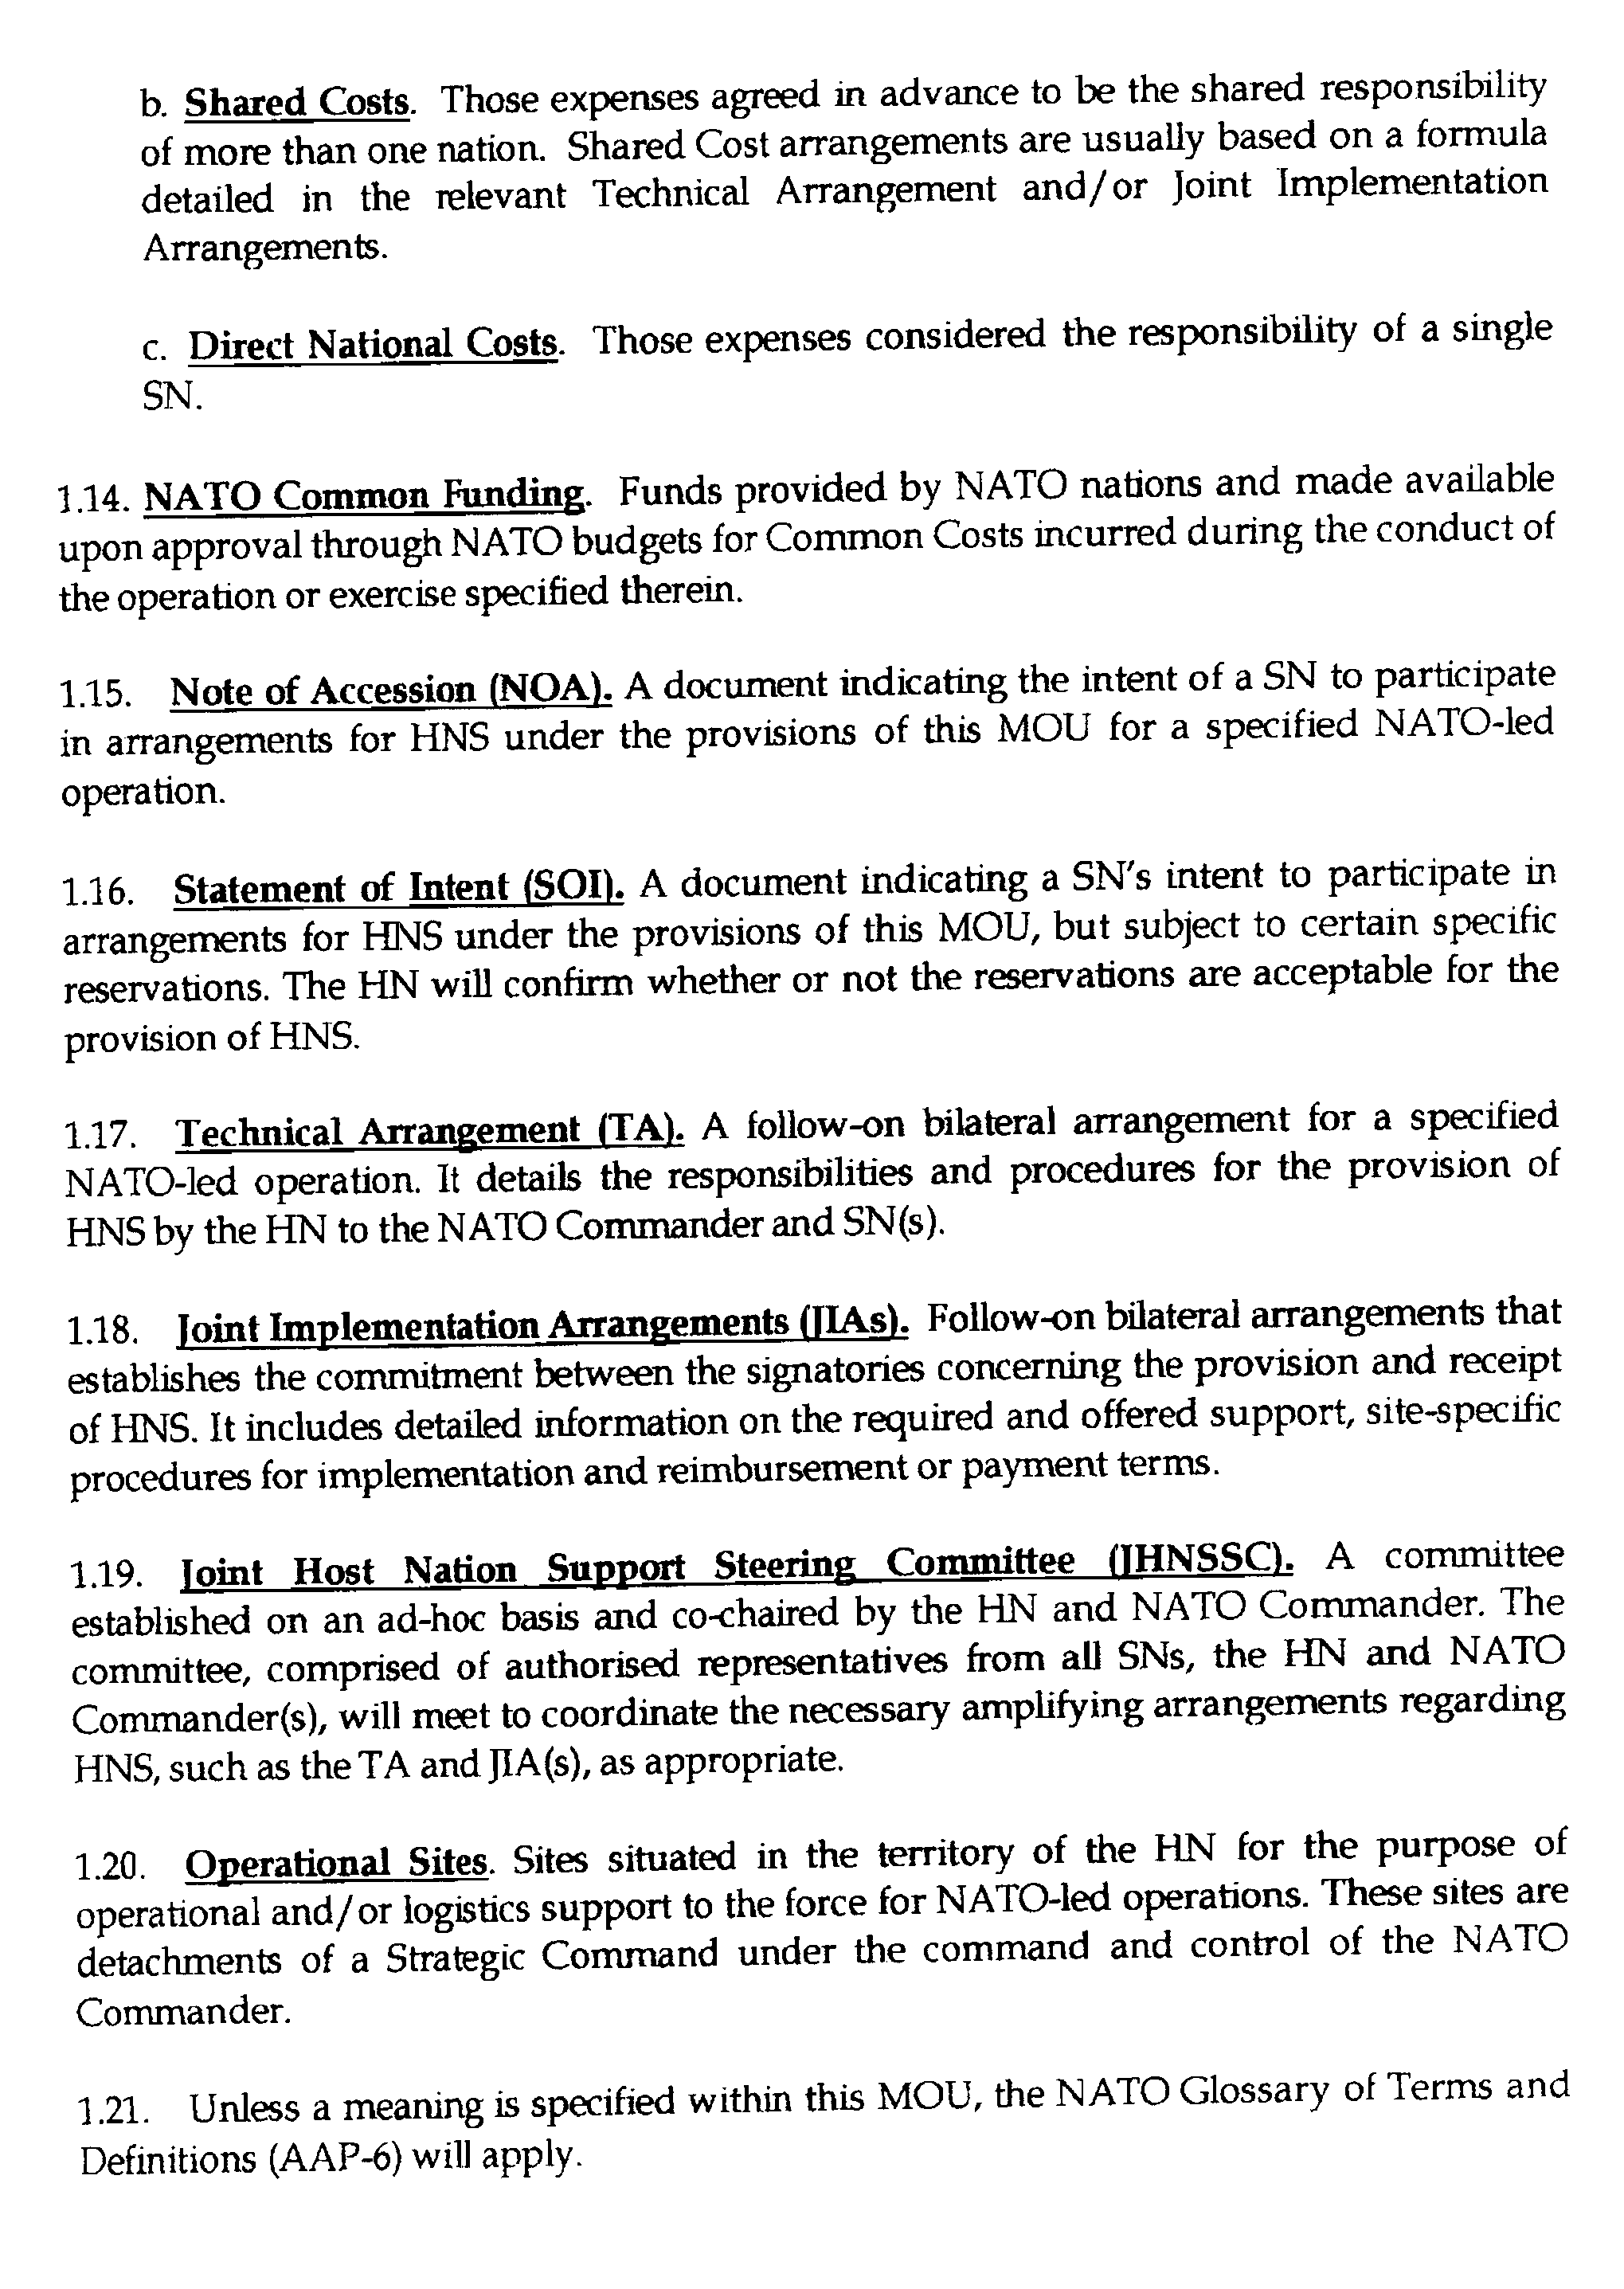 b. Shared Costs. Those expenses agreed in advance to be the shared responsibility
of more than one nation. Shared Cost arrangements are usually based on a formula
detailed in the relevant Technical Arrangement and/or Joint Implementation
Arrangements.
c. Direct National Costs. Those expenses considered the responsibility of a single
SN.
1.14. NATO Common Funding. Funds provided by NATO nations and made available
upon approval through NATO budgets for Common Costs incurred during the conduct of
the operation or exercise specified therein.
1.15. Note of Accession (NOA). A document indicating the intent of a SN to participate
in arrangements for HNS under the provisions of this MOU for a specified NATO-led
operation.
1.16. Statement of Intent (SOI). A document indicating a SN's intent to participate in
arrangements for HNS under the provisions of this MOU, but subject to certain specific
reservations. The HN will confirm whether or not the reservations are acceptable for the
provision of HNS.
1.17. Technical Arrangement (TA). A follow-on bilateral arrangement for a specified
NATO-led operation. It details the responsibilities and procedures for the provision of
HNS by the HN to the NATO Commander and SN(s).
1.18. Joint Implementation Arrangements (JIAs). Follow-on bilateral arrangements that
establishes the commitment between the signatories concerning the provision and receipt
of HNS. It includes detailed information on the required and offered support, site-specific
procedures for implementation and reimbursement or payment terms.
1.19. Joint Host Nation Support Steering Committee (JHNSSC). A committee
established on an ad-hoc basis and co-chaired by the HN and NATO Commander. The
committee, comprised of authorised representatives from all SNs, the HN and NATO
Commander(s), will meet to coordinate the necessary amplifying arrangements regarding
HNS, such as the TA and JIA(s), as appropriate.
1.20. Operational Sites. Sites situated in the territory of the HN for the purpose of
operational and/or logistics support to the force for NATO-led operations. These sites are
detachments of a Strategic Command under the command and control of the NATO
Commander.
1.21. Unless a meaning is specified within this MOU, the NATO Glossary of Terms and
Definitions (AAP-6) will apply.